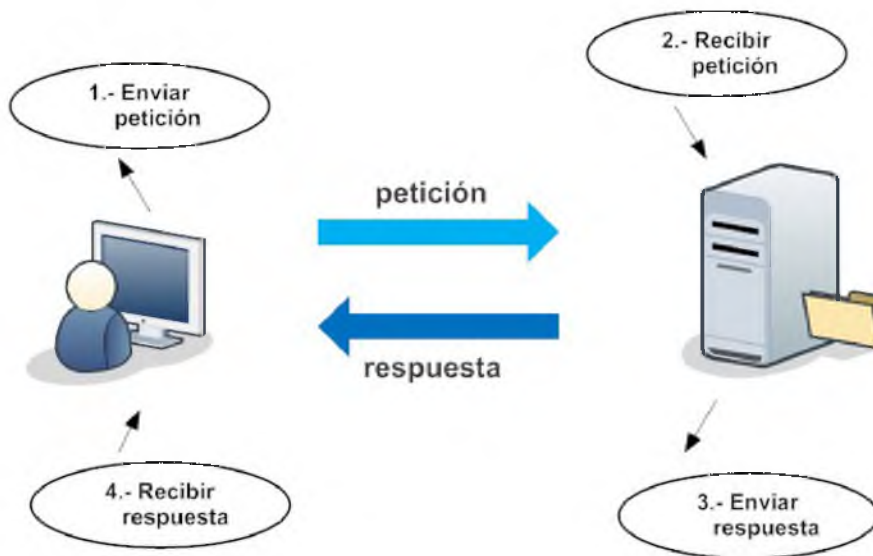 1.- Enviar
petición
2.- Recibir
petición
petición
respuesta
4.- Recibir
respuesta
3.- Enviar
respuesta